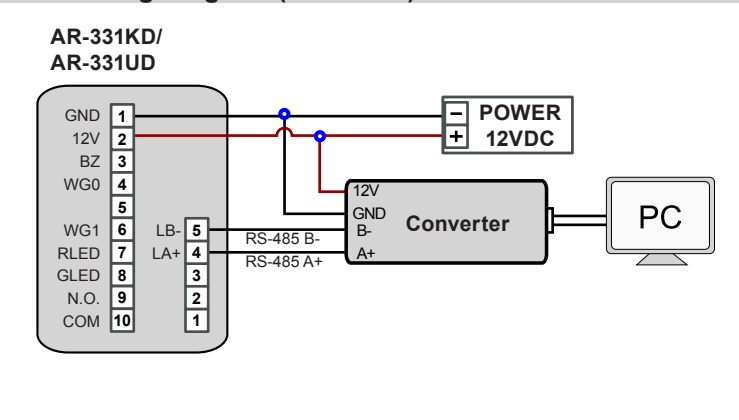 AR-331KD/
AR-331UD
GND 1
12V 2
BZ 3
WG0 4
5
WG1 6
RLED 7
GLED 8
N.O. 9
COM 10
LB- 5
LA+ 4
3
2
1
RS-485 B-
RS-485 A+
− POWER
+ 12VDC
12V
GND
B-
A+
Converter
PC